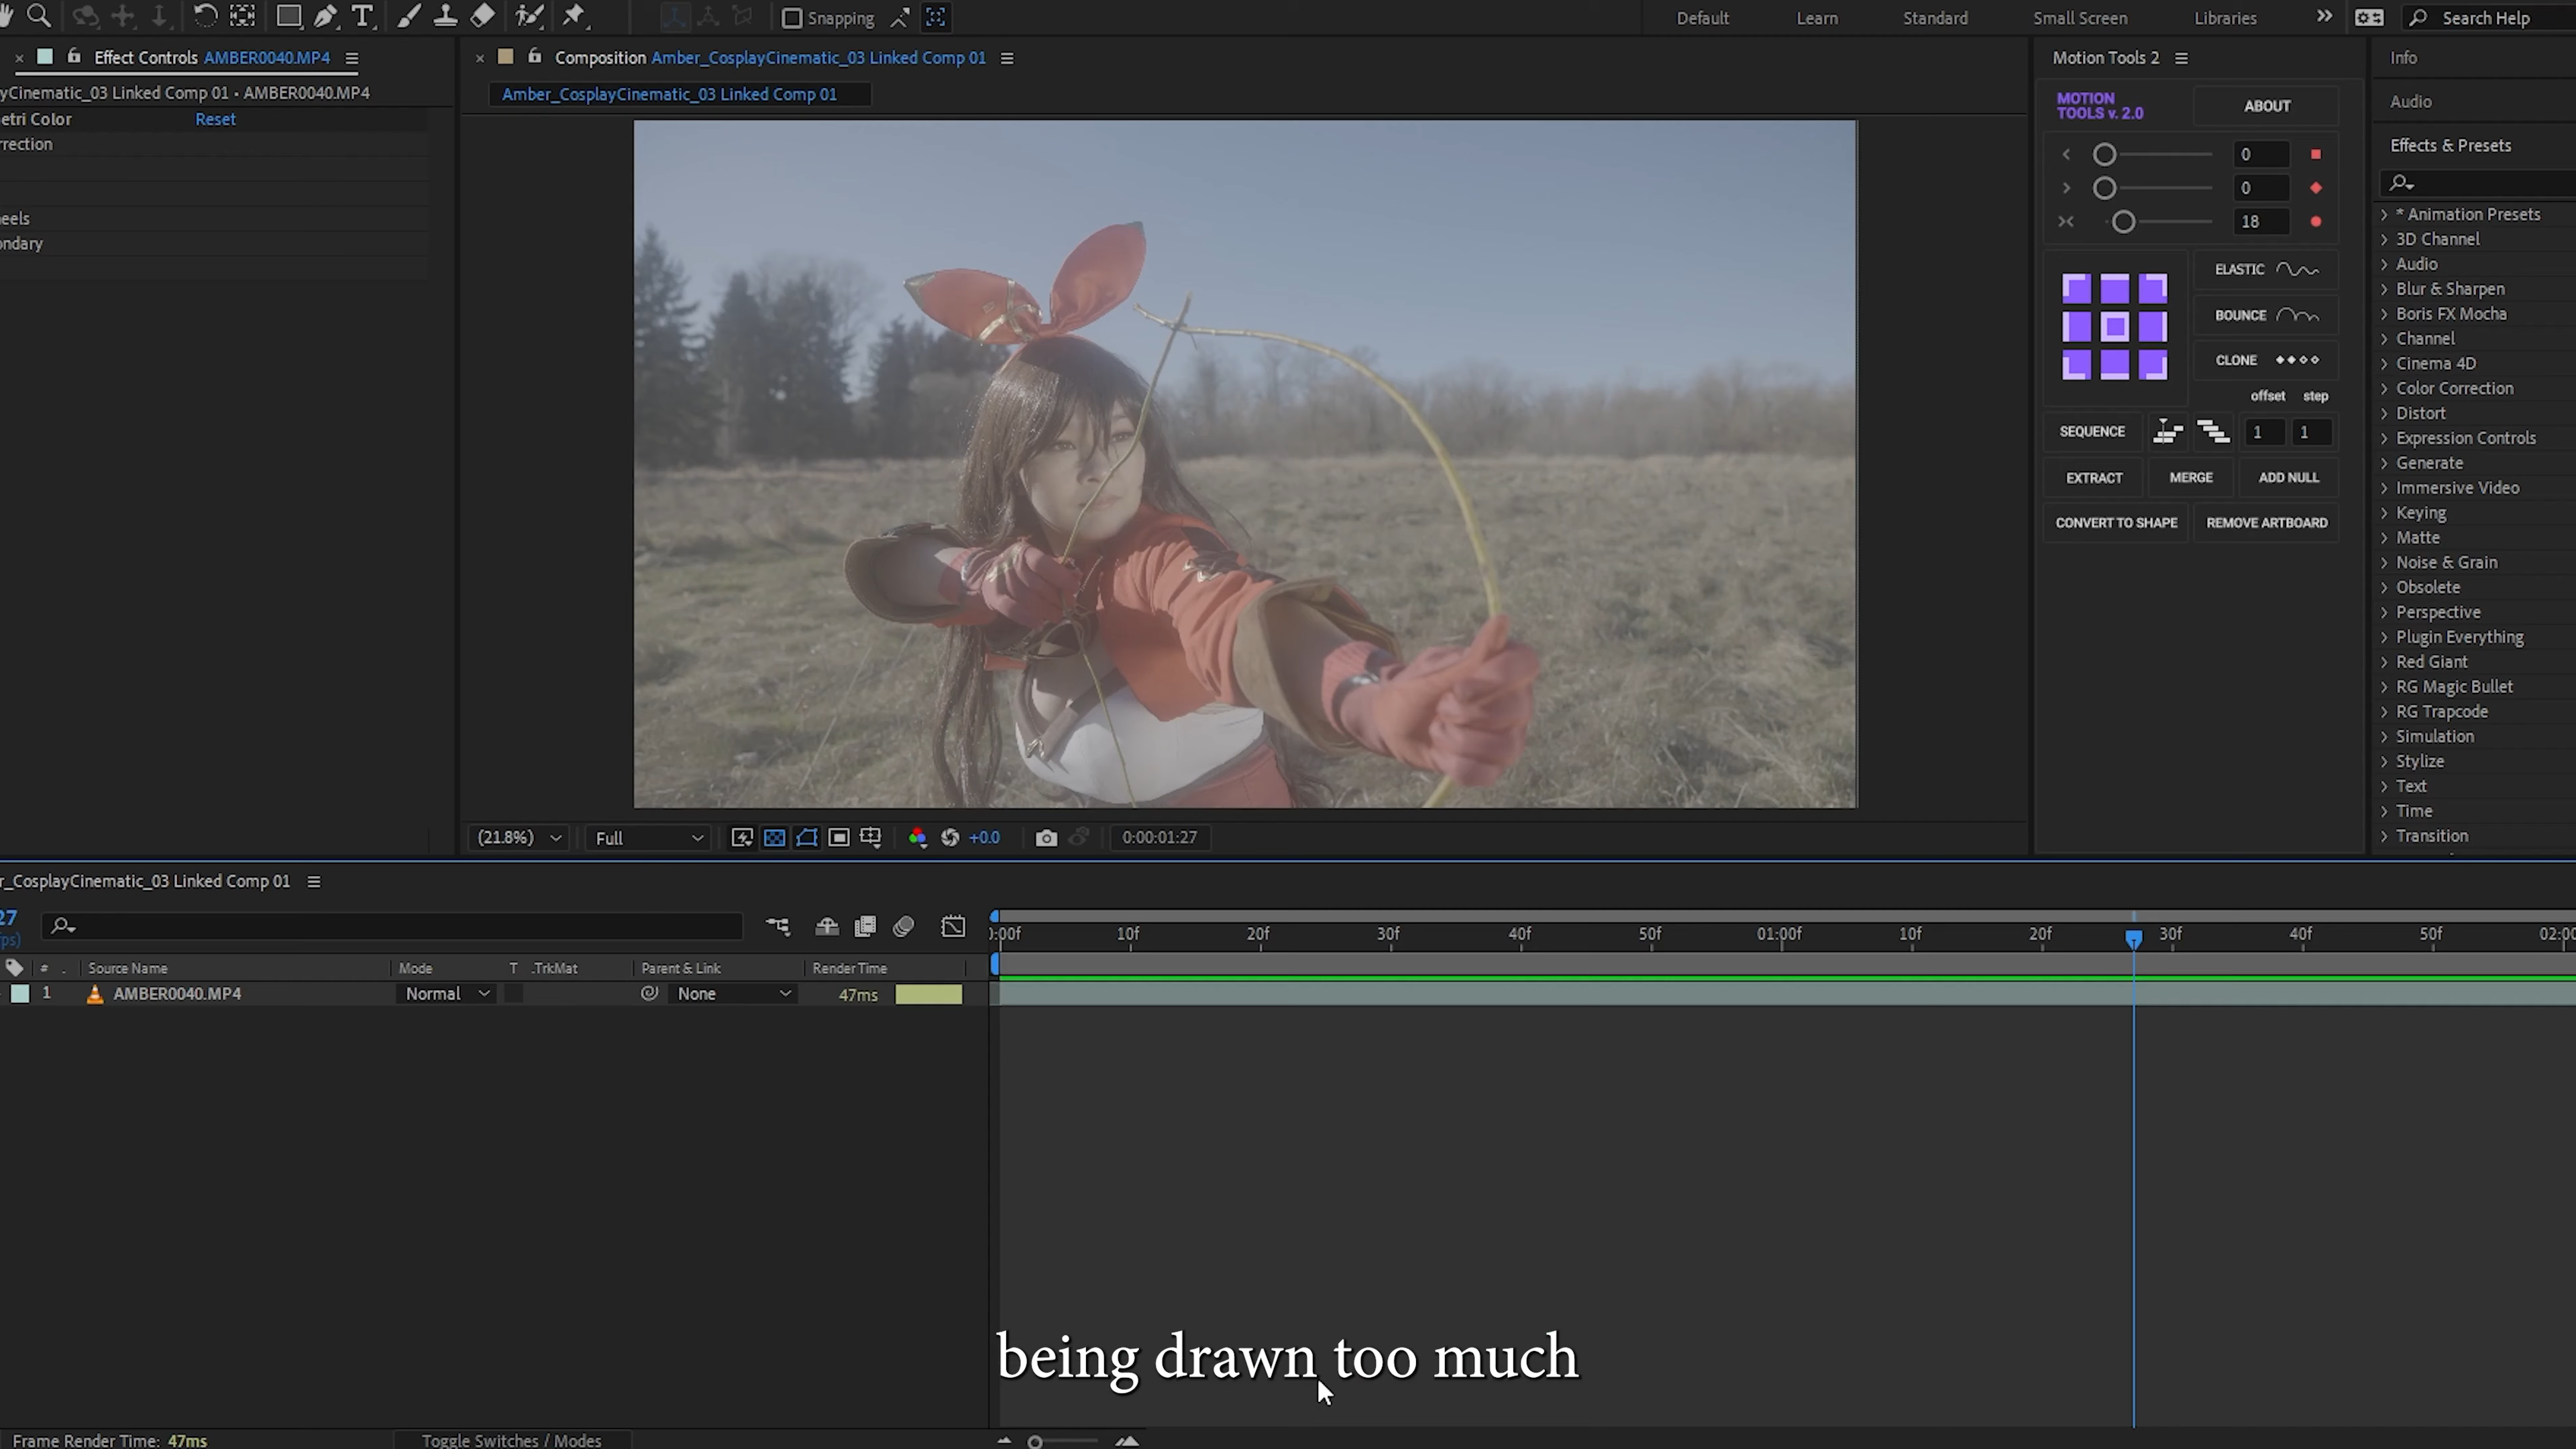 Snapping
Default
Learn
Standard
Small Screen
Libraries
Search Help
Effect Controls AMBER0040.MP4
Composition Amber_CosplayCinematic_03 Linked Comp 01
Motion Tools 2
Info
yCinematic_03 Linked Comp 01 • AMBER0040.MP4
Amber_CosplayCinematic_03 Linked Comp 01
MOTION
TOOLS v. 2.0
ABOUT
Audio
etri Color
Reset
rrection
eels
ondary
0
0
18
ELASTIC
BOUNCE
CLONE
offset step
SEQUENCE
1
1
EXTRACT
MERGE
ADD NULL
CONVERT TO SHAPE
REMOVE ARTBOARD
Effects & Presets
* Animation Presets
3D Channel
Audio
Blur & Sharpen
Boris FX Mocha
Channel
Cinema 4D
Color Correction
Distort
Expression Controls
Generate
Immersive Video
Keying
Matte
Noise & Grain
Obsolete
Perspective
Plugin Everything
Red Giant
RG Magic Bullet
RG Trapcode
Simulation
Stylize
Text
Time
Transition
(21.8%)
Full
+0.0
0:00:01:27
r_CosplayCinematic_03 Linked Comp 01
27
fps)
):00f 10f 20f 30f 40f 50f 01:00f 10f 20f 30f 40f 50f 02:00
# . Source Name Mode T .TrkMat Parent & Link Render Time
1 AMBER0040.MP4 Normal None 47ms
being drawn too much
Frame Render Time: 47ms
Toggle Switches / Modes